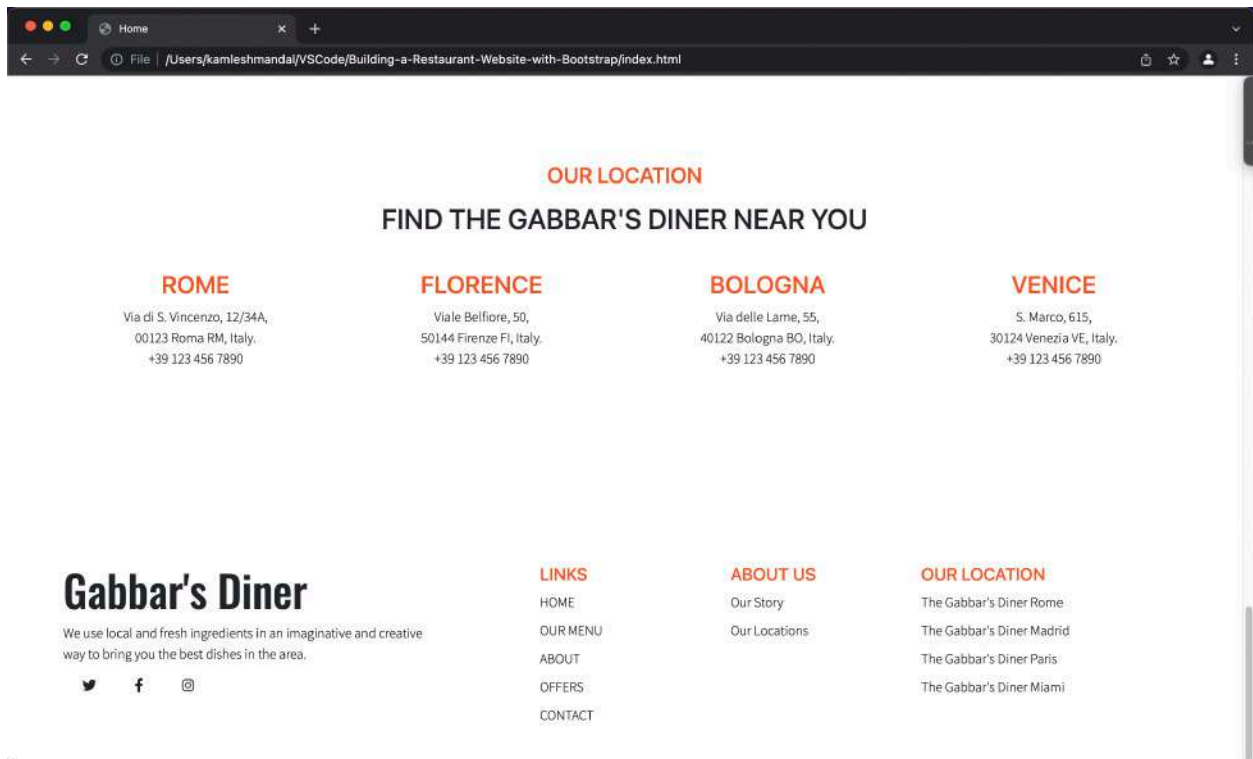 Home
File /Users/kamleshmandal/VSCode/Building-a-Restaurant-Website-with-Bootstrap/index.html
OUR LOCATION
FIND THE GABBAR'S DINER NEAR YOU
ROME
Via di S. Vincenzo, 12/34A,
00123 Roma RM, Italy.
+39 123 456 7890
FLORENCE
Viale Belfiore, 50,
50144 Firenze FI, Italy.
+39 123 456 7890
BOLOGNA
Via delle Lame, 55,
40122 Bologna BO, Italy.
+39 123 456 7890
VENICE
S. Marco, 615,
30124 Venezia VE, Italy.
+39 123 456 7890
Gabbar's Diner
We use local and fresh ingredients in an imaginative and creative
way to bring you the best dishes in the area.
LINKS
HOME
OUR MENU
ABOUT
OFFERS
CONTACT
ABOUT US
Our Story
Our Locations
OUR LOCATION
The Gabbar's Diner Rome
The Gabbar's Diner Madrid
The Gabbar's Diner Paris
The Gabbar's Diner Miami